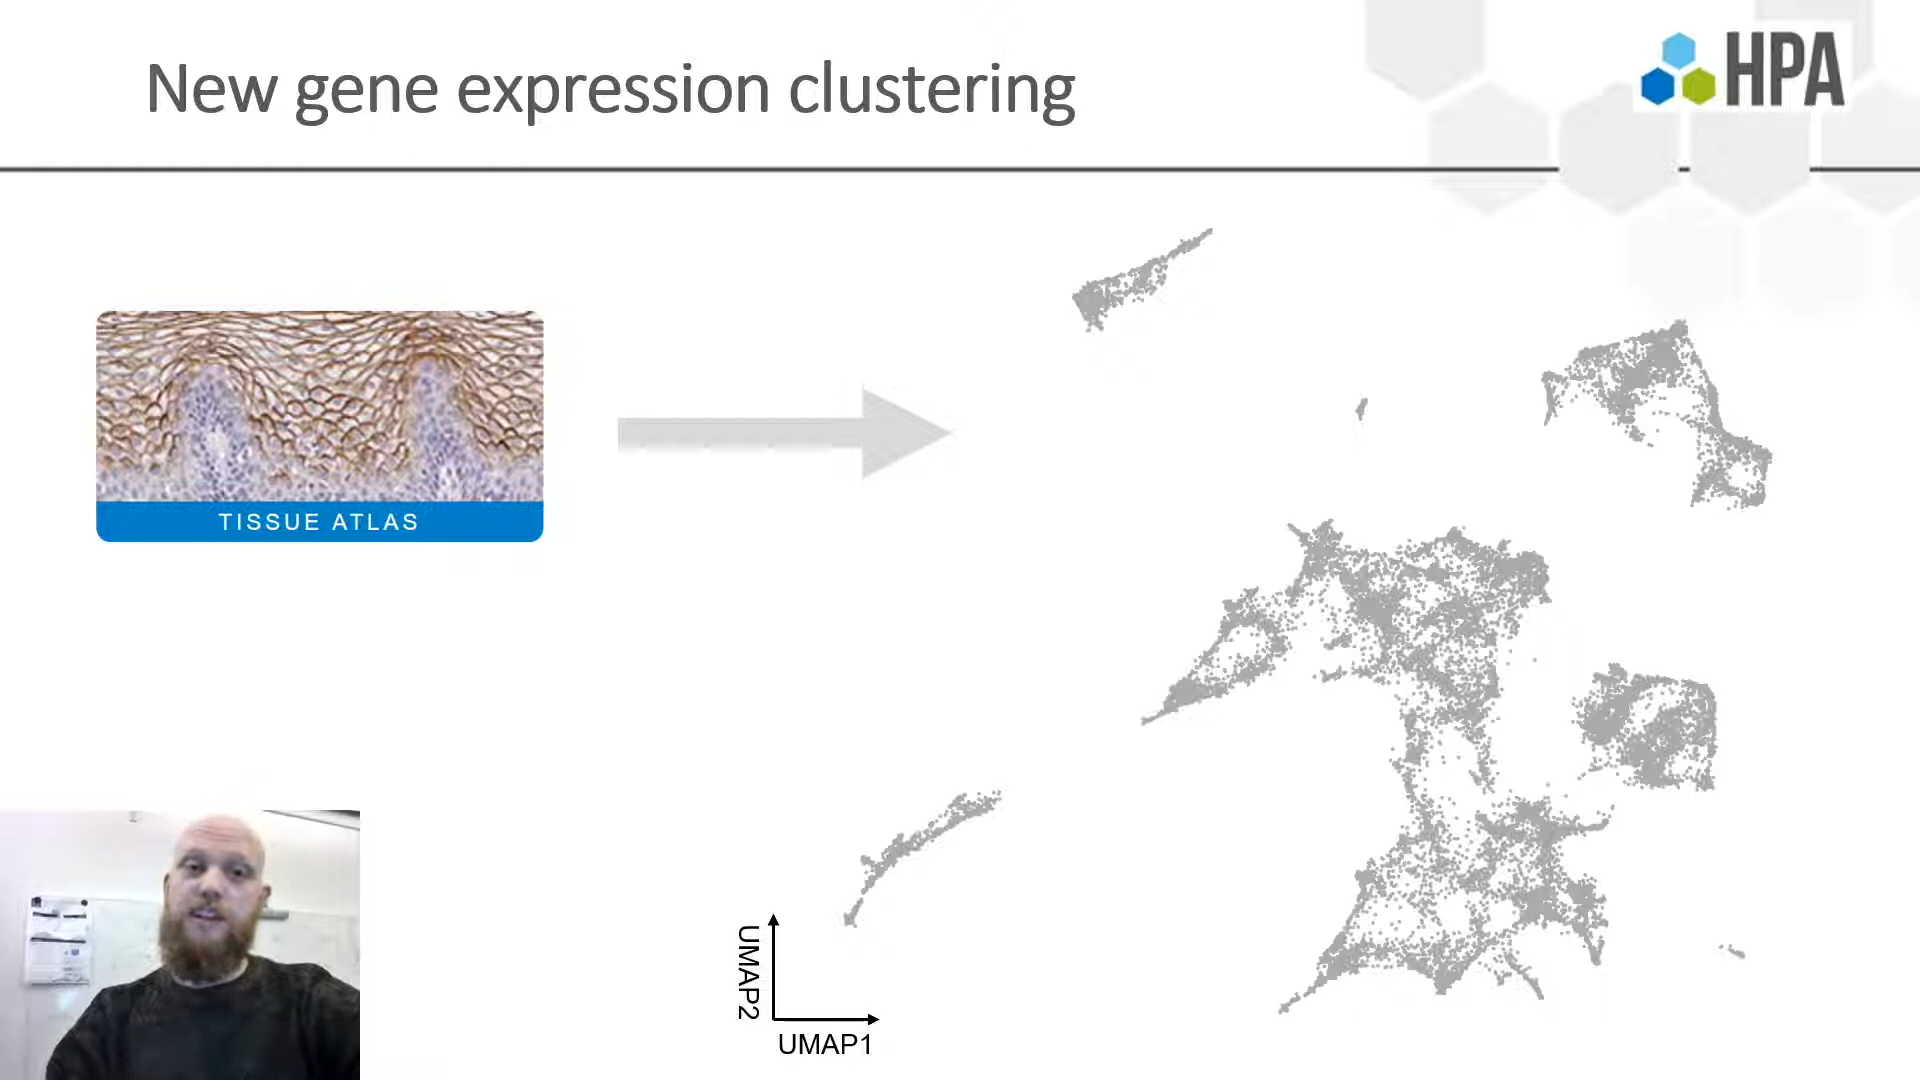 New gene expression clustering
HPA
TISSUE ATLAS
UMAP2
UMAP1